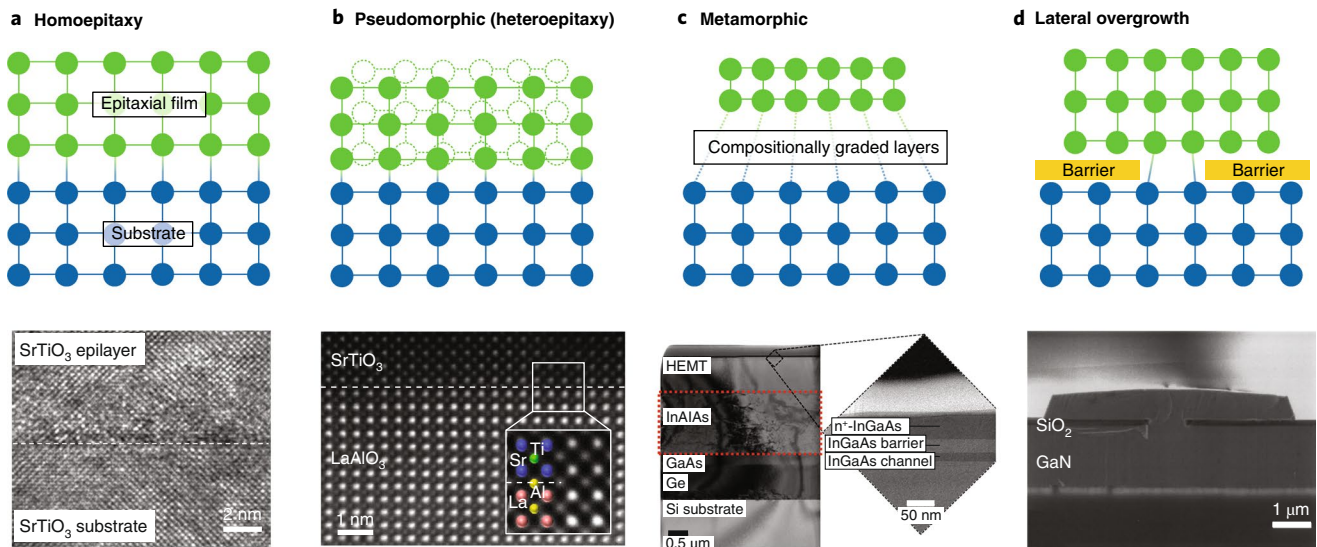 a Homoepitaxy
b Pseudomorphic (heteroepitaxy)
c Metamorphic
d Lateral overgrowth
Epitaxial film
Substrate
Compositionally graded layers
Barrier
Barrier
SrTiO₃ epilayer
SrTiO₃ substrate
2 nm
SrTiO₃
LaAlO₃
Ti
Sr
Al
La
1 nm
HEMT
InAlAs
GaAs
Ge
Si substrate
0.5 μm
n⁺-InGaAs
InGaAs barrier
InGaAs channel
50 nm
SiO₂
GaN
1 μm